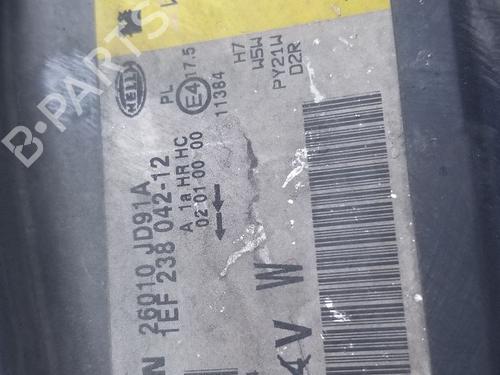 HELLA
PL
E4
17.5
11384
H7
W5W
PY21W
D2R
26010 JD91A
1EF 238 042-12
A 1a HR HC
02 01 00 00
N
4V W
B-PARTS